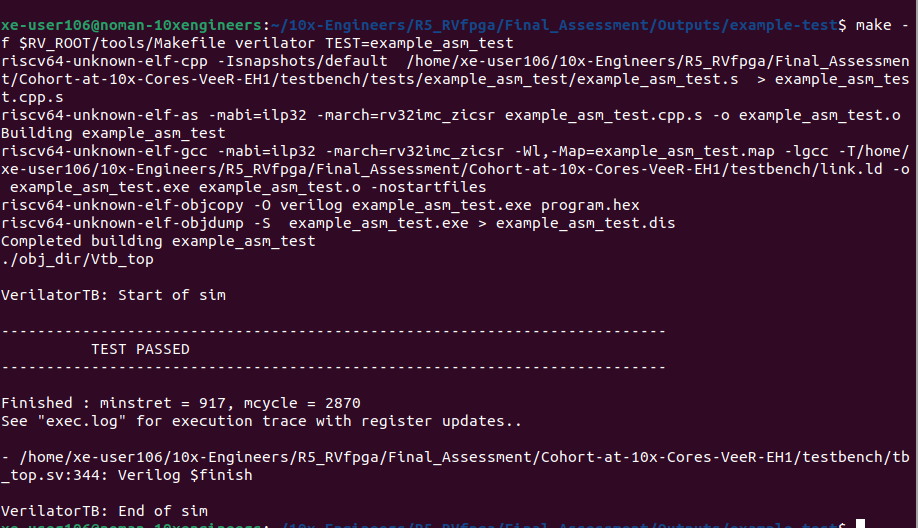 xe-user106@noman-10xengineers:~/10x-Engineers/R5_RVfpga/Final_Assessment/Outputs/example-test$ make -
f $RV_ROOT/tools/Makefile verilator TEST=example_asm_test
riscv64-unknown-elf-cpp -Isnapshots/default  /home/xe-user106/10x-Engineers/R5_RVfpga/Final_Assessmen
t/Cohort-at-10x-Cores-VeeR-EH1/testbench/tests/example_asm_test/example_asm_test.s  > example_asm_tes
t.cpp.s
riscv64-unknown-elf-as -mabi=ilp32 -march=rv32imc_zicsr example_asm_test.cpp.s -o example_asm_test.o
Building example_asm_test
riscv64-unknown-elf-gcc -mabi=ilp32 -march=rv32imc_zicsr -Wl,-Map=example_asm_test.map -lgcc -T/home/
xe-user106/10x-Engineers/R5_RVfpga/Final_Assessment/Cohort-at-10x-Cores-VeeR-EH1/testbench/link.ld -o
 example_asm_test.exe example_asm_test.o -nostartfiles
riscv64-unknown-elf-objcopy -O verilog example_asm_test.exe program.hex
riscv64-unknown-elf-objdump -S  example_asm_test.exe > example_asm_test.dis
Completed building example_asm_test
./obj_dir/Vtb_top
VerilatorTB: Start of sim
--------------------------------------------------------------------------
TEST PASSED
--------------------------------------------------------------------------
Finished : minstret = 917, mcycle = 2870
See "exec.log" for execution trace with register updates..
- /home/xe-user106/10x-Engineers/R5_RVfpga/Final_Assessment/Cohort-at-10x-Cores-VeeR-EH1/testbench/tb
_top.sv:344: Verilog $finish
VerilatorTB: End of sim
xe-user106@noman-10xengineers:~/10x-Engineers/R5_RVfpga/Final_Assessment/Outputs/example-test$